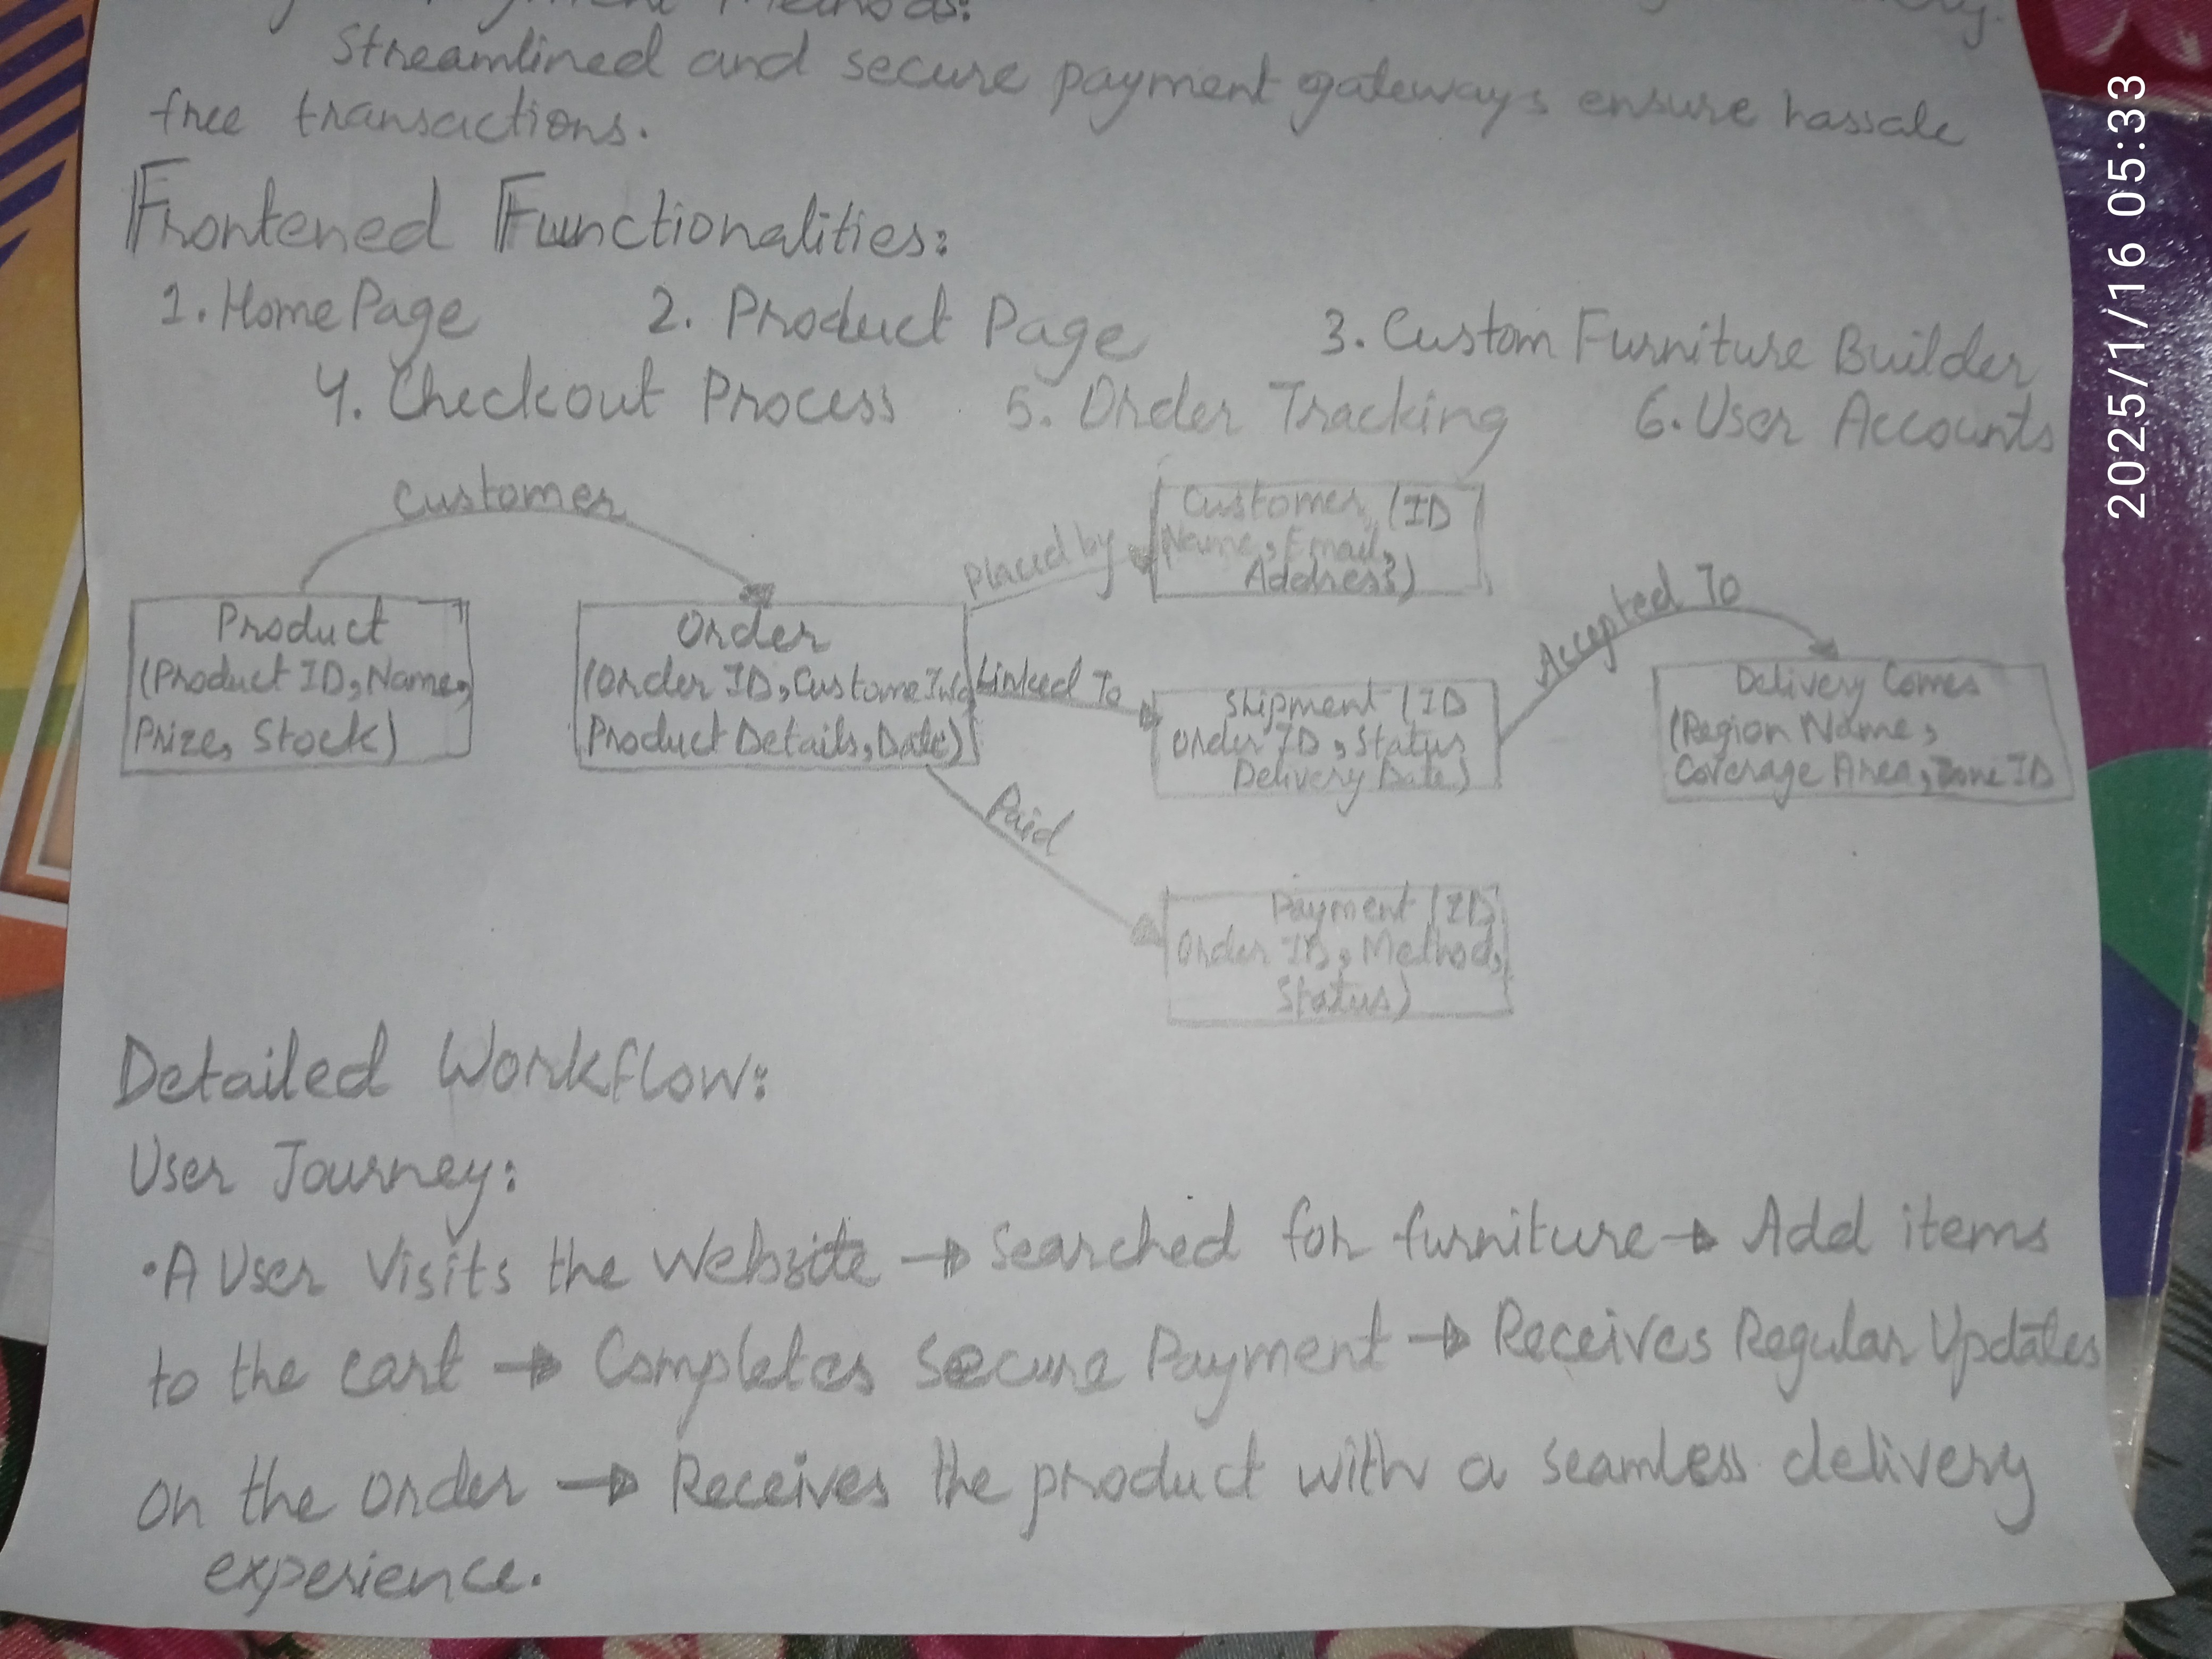 Methods:
Streamlined and secure payment gateways ensure hassale
free transactions.
Frontened Functionalities:
1. Home Page 2. Product Page 3. Custom Furniture Builder
4. Checkout Process 5. Order Tracking 6. User Accounts
Customer
Product
(Product ID, Name,
Prize, Stock)
Order
(Order ID, Custome Info
Product Details, Date)
Placed by
Customer (ID
Name, Email,
Address)
Linked To
Shipment (ID
Order ID, Status
Delivery Date)
Accepted To
Delivery Comes
(Region Name,
Coverage Area, Zone ID
Paid
Payment (ID
Order ID, Method,
Status)
Detailed Workflow:
User Journey:
• A User Visits the Website → Searched for furniture → Add items
to the cart → Completes Secure Payment → Receives Regular Updates
on the order → Receives the product with a seamless delivery
experience.
2025/1/16 05:33